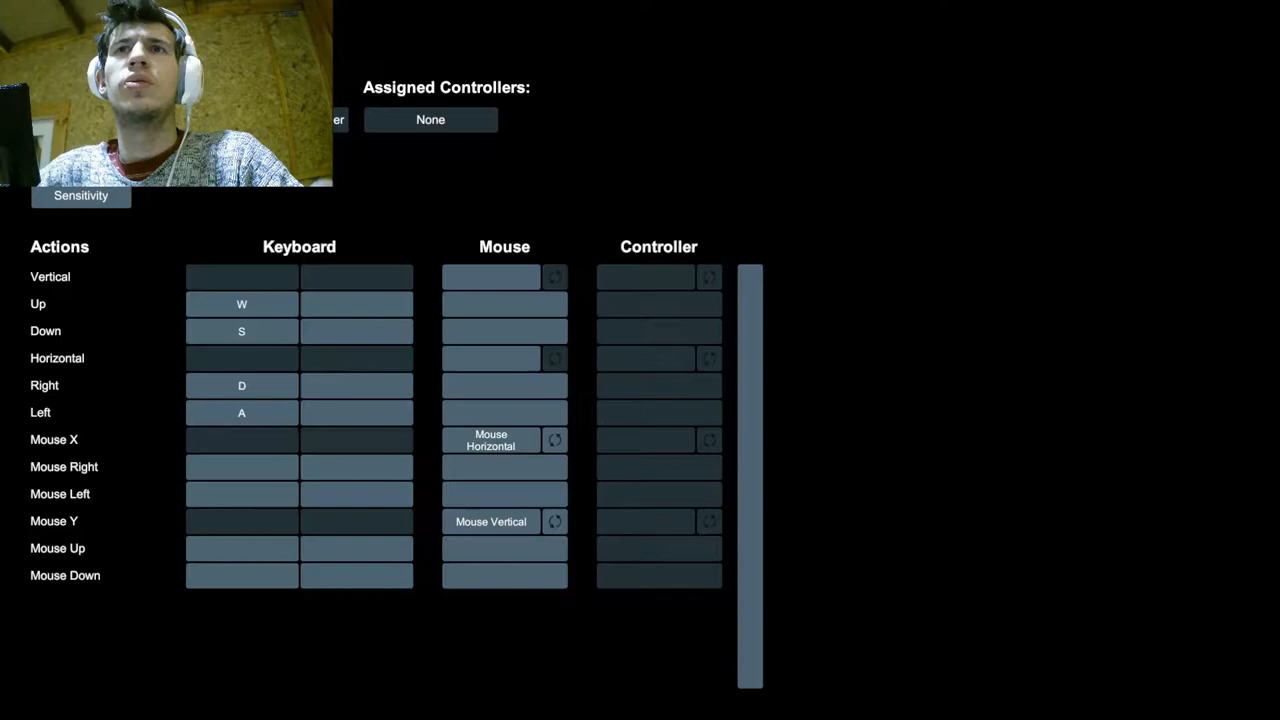 Assigned Controllers:
er
None
Sensitivity
Actions
Keyboard
Mouse
Controller
Vertical
Up
W
Down
S
Horizontal
Right
D
Left
A
Mouse X
Mouse
Horizontal
Mouse Right
Mouse Left
Mouse Y
Mouse Vertical
Mouse Up
Mouse Down